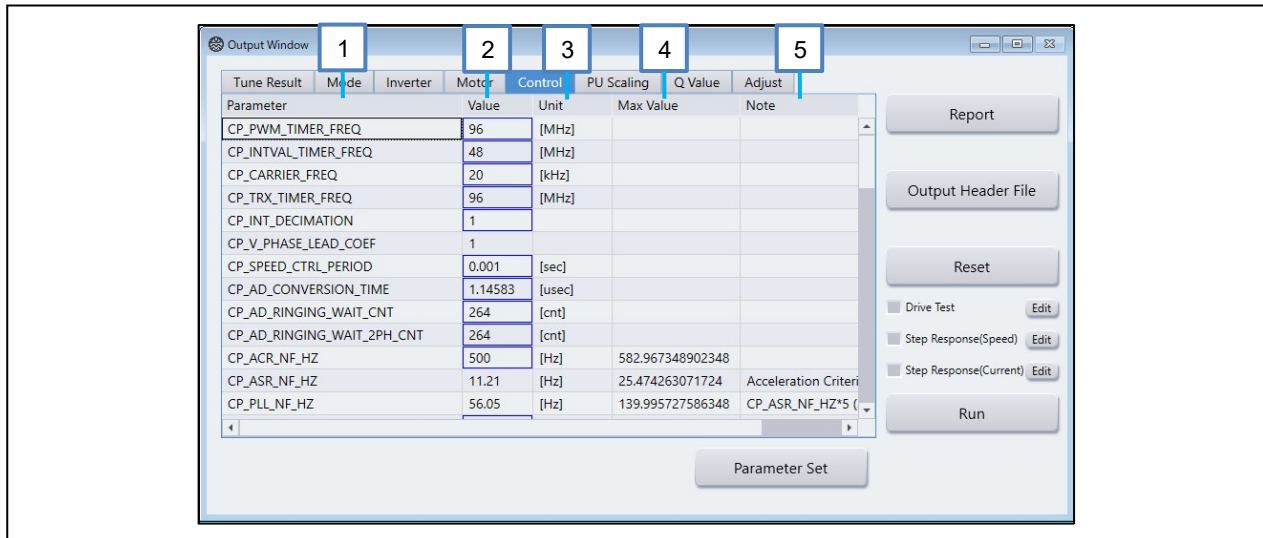 1 2 3 4 5
Output Window
Tune Result Mode Inverter Motor Control PU Scaling Q Value Adjust
Parameter Value Unit Max Value Note
CP_PWM_TIMER_FREQ 96 [MHz]
CP_INTVAL_TIMER_FREQ 48 [MHz]
CP_CARRIER_FREQ 20 [kHz]
CP_TRX_TIMER_FREQ 96 [MHz]
CP_INT_DECIMATION 1
CP_V_PHASE_LEAD_COEF 1
CP_SPEED_CTRL_PERIOD 0.001 [sec]
CP_AD_CONVERSION_TIME 1.14583 [usec]
CP_AD_RINGING_WAIT_CNT 264 [cnt]
CP_AD_RINGING_WAIT_2PH_CNT 264 [cnt]
CP_ACR_NF_HZ 500 [Hz] 582.967348902348
CP_ASR_NF_HZ 11.21 [Hz] 25.474263071724 Acceleration Criteri
CP_PLL_NF_HZ 56.05 [Hz] 139.995727586348 CP_ASR_NF_HZ*5 (
Report
Output Header File
Reset
Drive Test Edit
Step Response(Speed) Edit
Step Response(Current) Edit
Run
Parameter Set